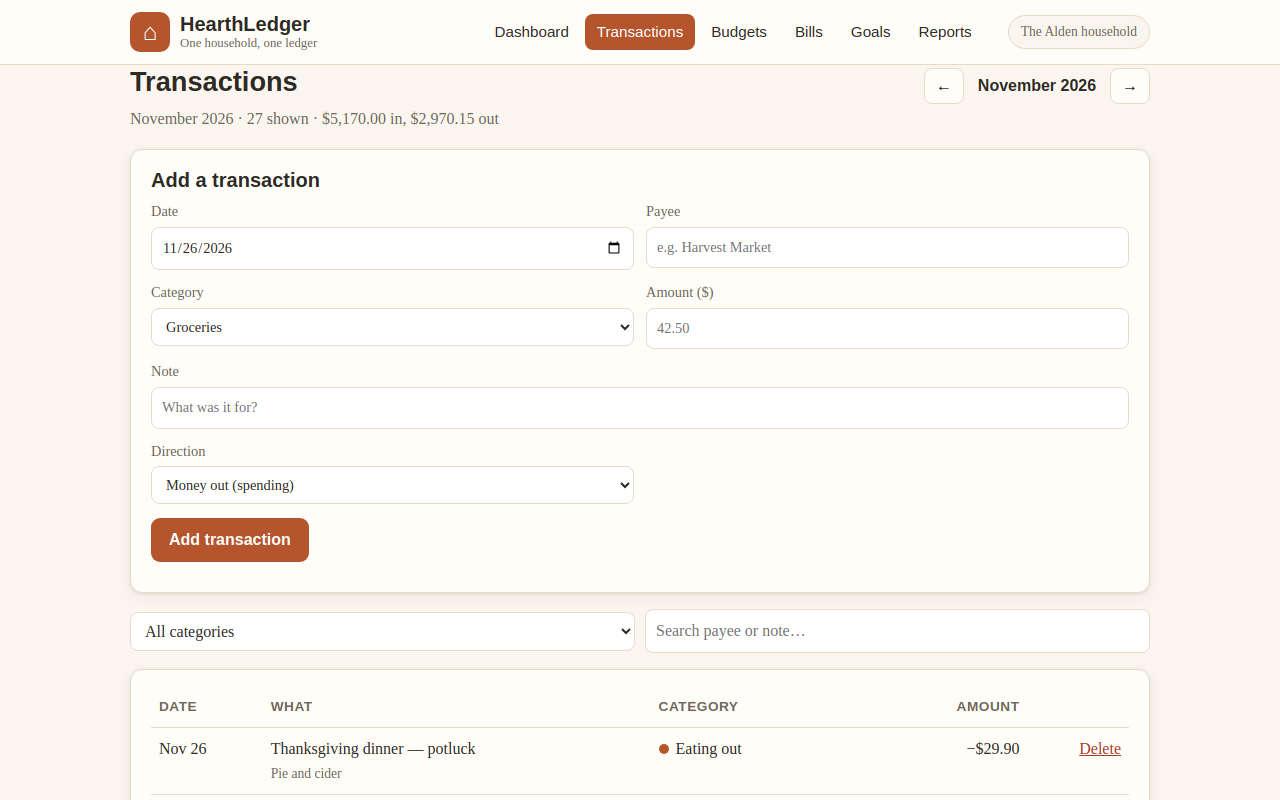 HearthLedger
One household, one ledger
Dashboard
Transactions
Budgets
Bills
Goals
Reports
The Alden household
Transactions
←
November 2026
→
November 2026 · 27 shown · $5,170.00 in, $2,970.15 out
Add a transaction
Date
Payee
11/26/2026
e.g. Harvest Market
Category
Amount ($)
Groceries
42.50
Note
What was it for?
Direction
Money out (spending)
Add transaction
All categories
Search payee or note…
DATE WHAT CATEGORY AMOUNT
Nov 26 Thanksgiving dinner — potluck Eating out −$29.90 Delete
Pie and cider